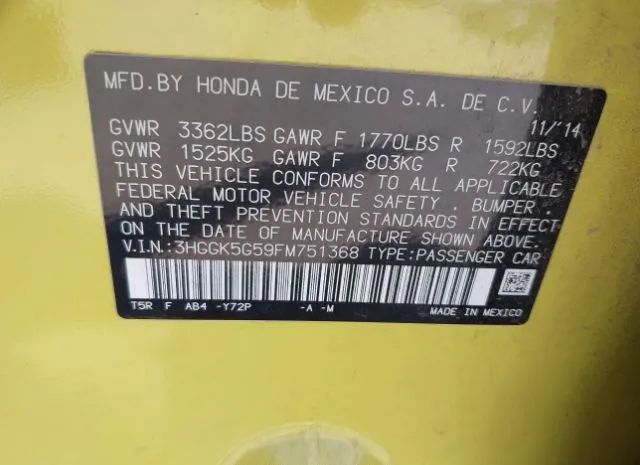 MFD.BY HONDA DE MEXICO S.A. DE C.V.
11/'14
GVWR 3362LBS GAWR F 1770LBS R 1592LBS
GVWR 1525KG GAWR F 803KG R 722KG
THIS VEHICLE CONFORMS TO ALL APPLICABLE
FEDERAL MOTOR VEHICLE SAFETY . BUMPER .
AND THEFT PREVENTION STANDARDS IN EFFECT
ON THE DATE OF MANUFACTURE SHOWN ABOVE.
V.I.N.:3HGGK5G59FM751368 TYPE:PASSENGER CAR
T5R F AB4 -Y72P -A -M MADE IN MEXICO